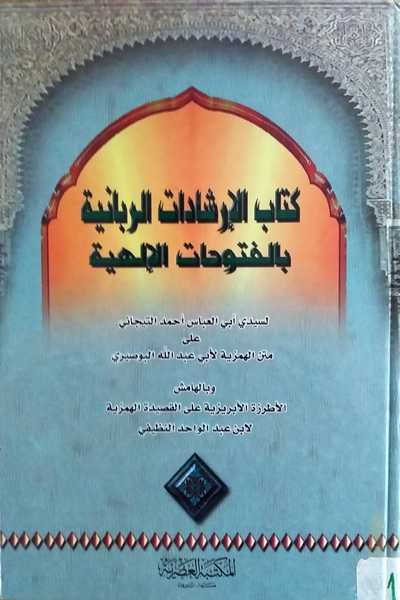 كتاب الإرشادات الربانية
بالفتوحات الإلهية
لسيدي أبي العباس أحمد التجاني
على
متن الهمزية لأبي عبد الله البوصيري
وبالهامش
الأطرزة الأبريزية على القصيدة الهمزية
لابن عبد الواحد النظيفي
المكتبة العصرية
1